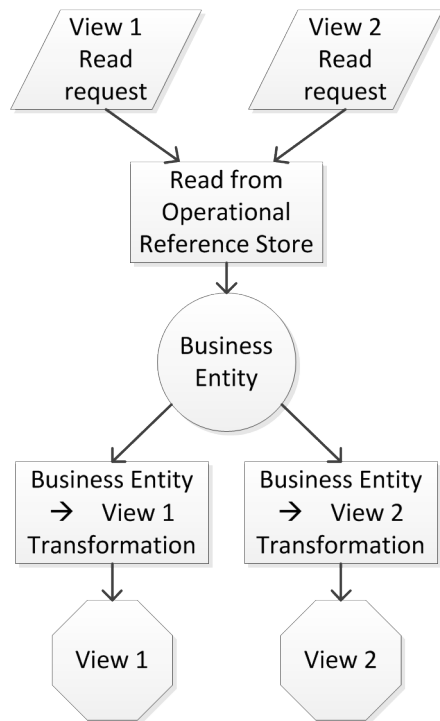 View 1
Read
request
View 2
Read
request
Read from
Operational
Reference Store
Business
Entity
Business Entity
→ View 1
Transformation
Business Entity
→ View 2
Transformation
View 1
View 2